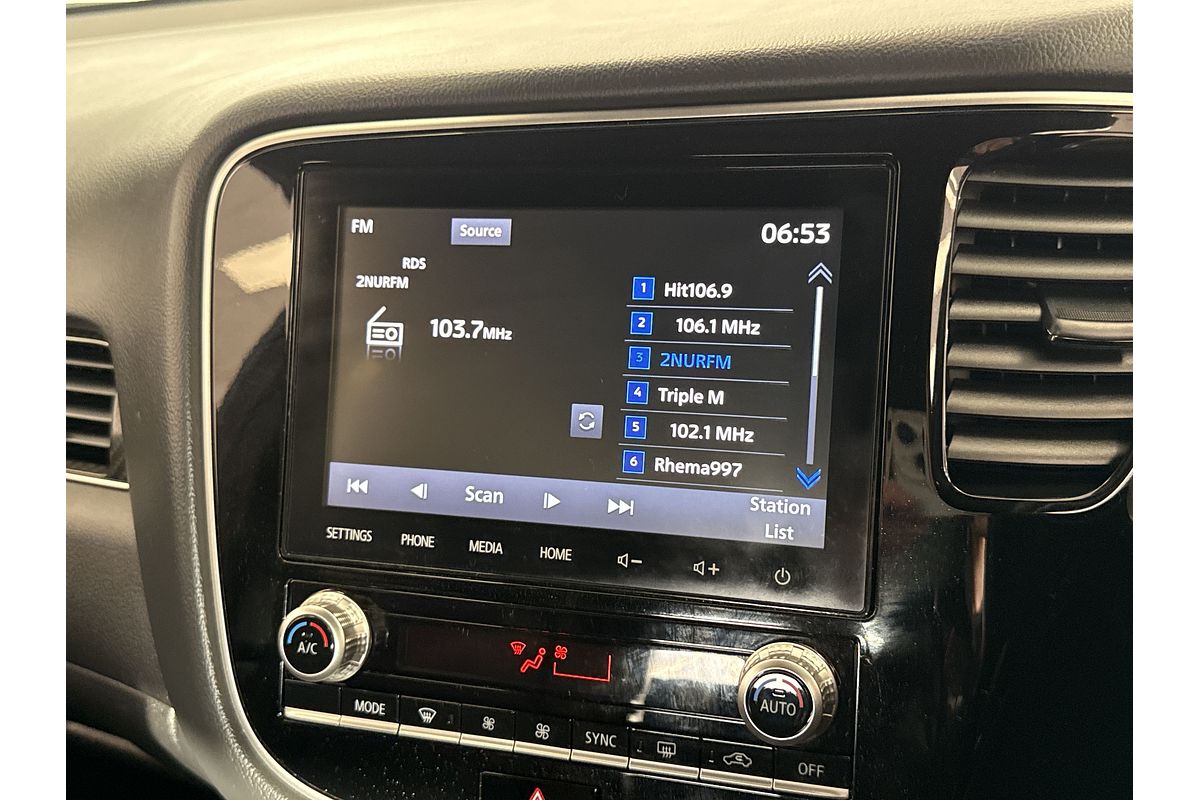 FM
Source
06:53
RDS
2NURFM
103.7MHz
1 Hit106.9
2 106.1 MHz
3 2NURFM
4 Triple M
5 102.1 MHz
6 Rhema997
Scan
Station
List
SETTINGS PHONE MEDIA HOME
A/C
AUTO
MODE
SYNC
OFF